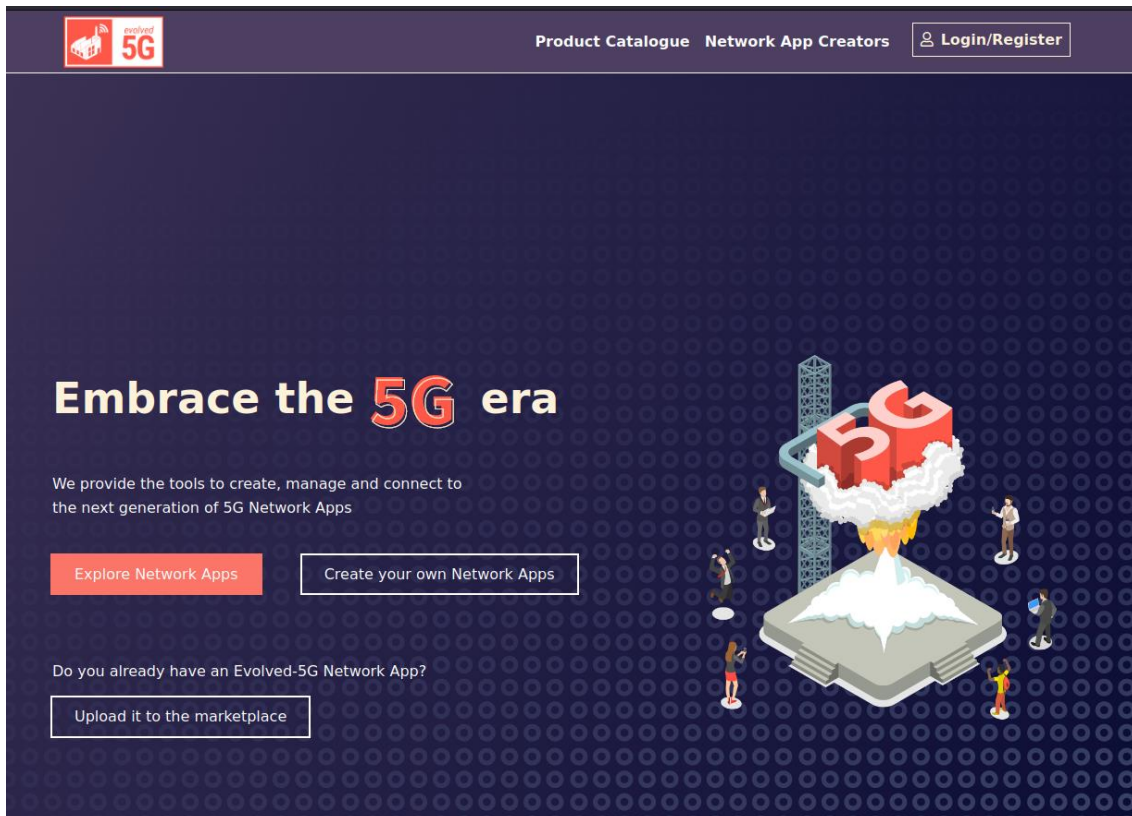 evolved
5G
Product Catalogue Network App Creators Login/Register
Embrace the 5G era
5G
We provide the tools to create, manage and connect to
the next generation of 5G Network Apps
Explore Network Apps Create your own Network Apps
Do you already have an Evolved-5G Network App?
Upload it to the marketplace